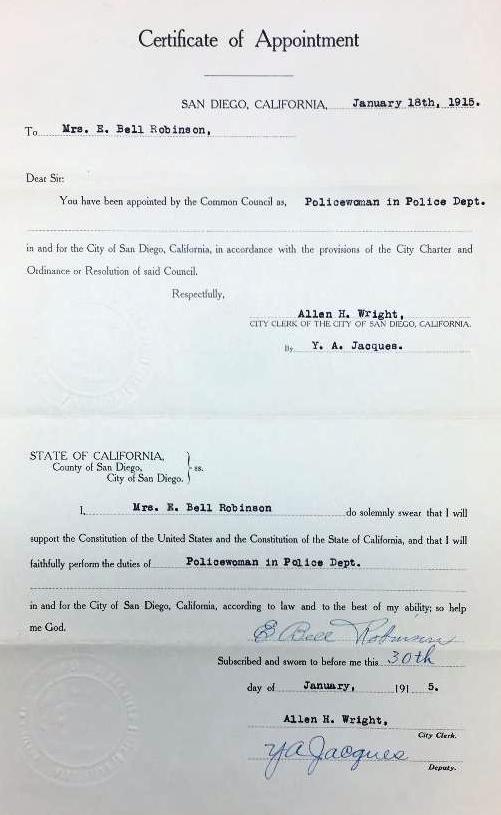 Certificate of Appointment
SAN DIEGO, CALIFORNIA, January 18th, 1915.
To Mrs. E. Bell Robinson,
Dear Sir:
You have been appointed by the Common Council as, Policewoman in Police Dept.
in and for the City of San Diego, California, in accordance with the provisions of the City Charter and
Ordinance or Resolution of said Council.
Respectfully,
Allen H. Wright,
CITY CLERK OF THE CITY OF SAN DIEGO, CALIFORNIA.
By Y. A. Jacques.
STATE OF CALIFORNIA,
County of San Diego, ss.
City of San Diego.
I, Mrs. E. Bell Robinson do solemnly swear that I will
support the Constitution of the United States and the Constitution of the State of California, and that I will
faithfully perform the duties of Policewoman in Police Dept.
in and for the City of San Diego, California, according to law and to the best of my ability; so help
me God.
E Bell Robinson
Subscribed and sworn to before me this 30th
day of January, 1915.
Allen H. Wright,
City Clerk.
Y A Jacques
Deputy.